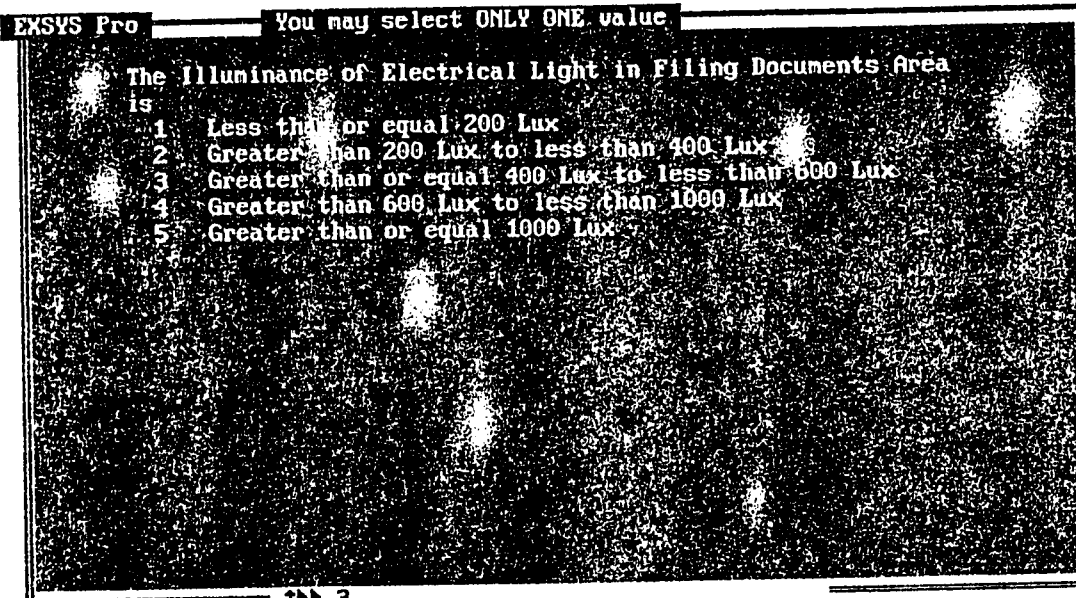 EXSYS Pro You may select ONLY ONE value
The Illuminance of Electrical Light in Filing Documents Area
is
1 Less than or equal 200 Lux
2 Greater than 200 Lux to less than 400 Lux
3 Greater than or equal 400 Lux to less than 600 Lux
4 Greater than 600 Lux to less than 1000 Lux
5 Greater than or equal 1000 Lux
3